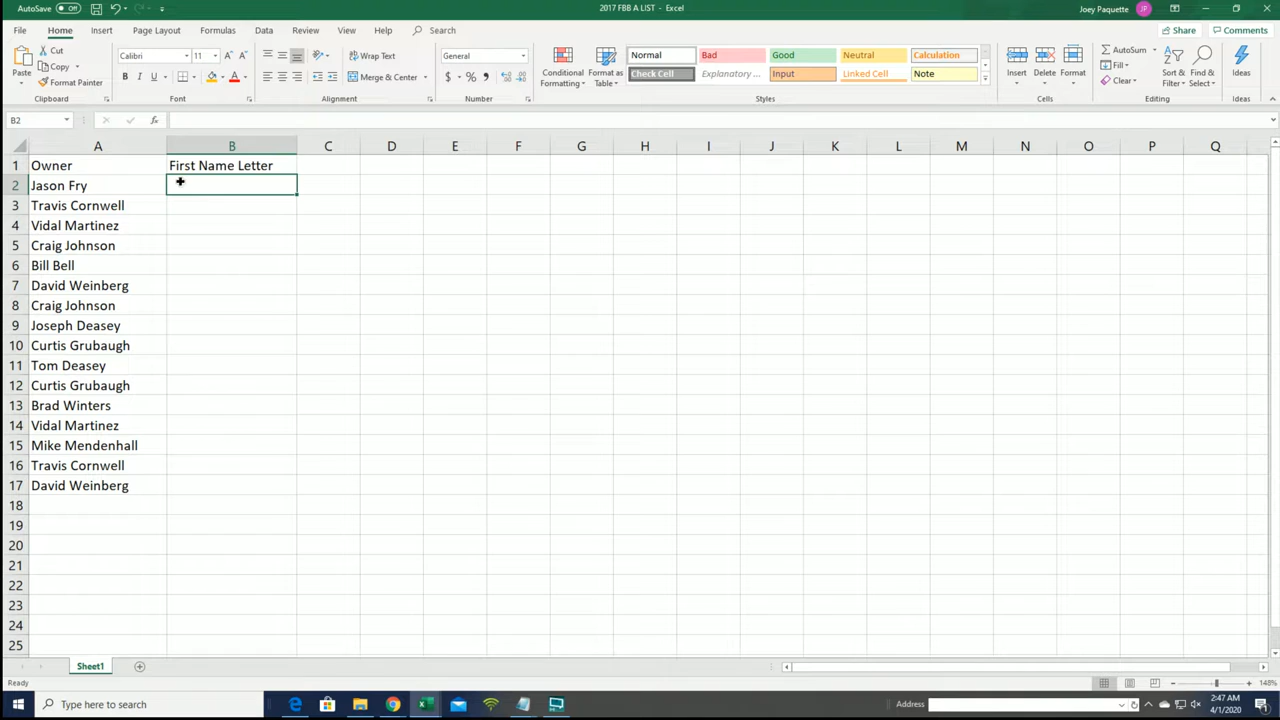 AutoSave Off
2017 FBB A LIST - Excel
Joey Paquette JP
File Home Insert Page Layout Formulas Data Review View Help Search
Share Comments
Paste
Cut
Copy
Format Painter
Calibri 11
B I U
Wrap Text
Merge & Center
General
$ % ,
Conditional Formatting
Format as Table
Normal Bad Good Neutral Calculation
Check Cell Explanatory ... Input Linked Cell Note
Insert Delete Format
AutoSum
Fill
Clear
Sort & Filter
Find & Select
Ideas
Clipboard Font Alignment Number Styles Cells Editing Ideas
B2 fx
A B C D E F G H I J K L M N O P Q
1 Owner First Name Letter
2 Jason Fry
3 Travis Cornwell
4 Vidal Martinez
5 Craig Johnson
6 Bill Bell
7 David Weinberg
8 Craig Johnson
9 Joseph Deasey
10 Curtis Grubaugh
11 Tom Deasey
12 Curtis Grubaugh
13 Brad Winters
14 Vidal Martinez
15 Mike Mendenhall
16 Travis Cornwell
17 David Weinberg
18
19
20
21
22
23
24
25
Sheet1
Ready
148%
Type here to search
Address
2:47 AM
4/1/2020